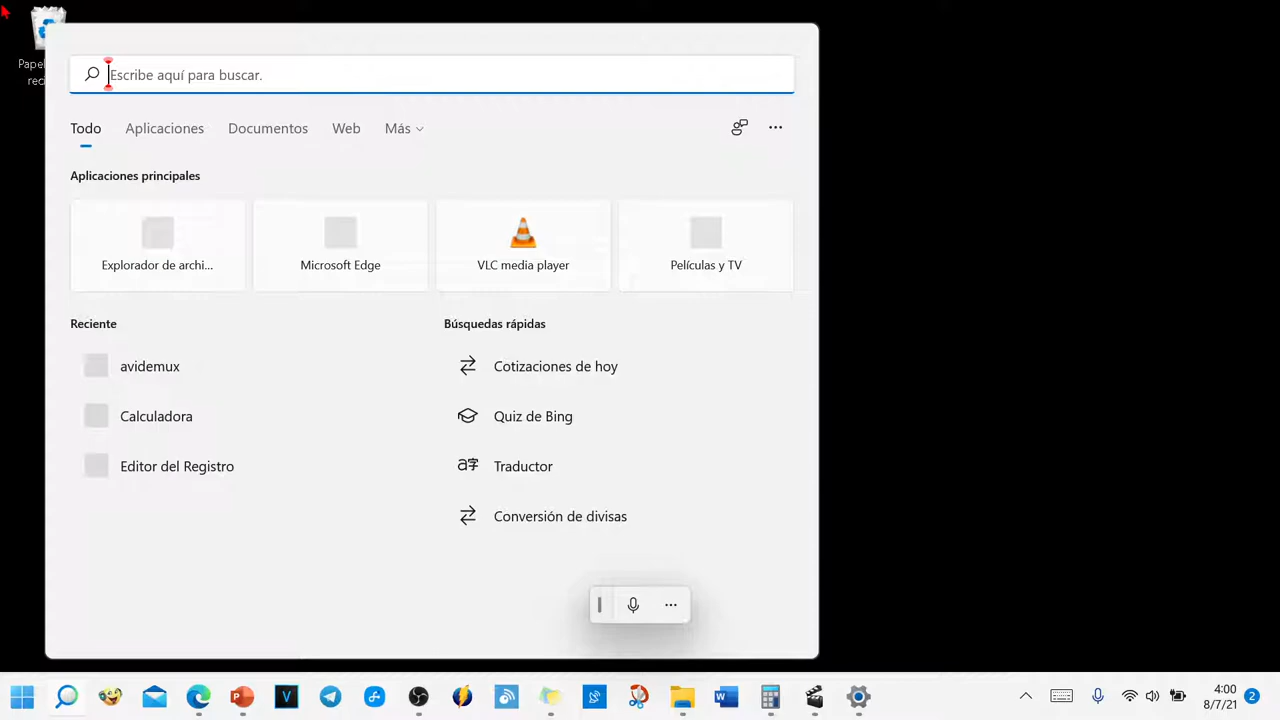 Papel
reci
Escribe aquí para buscar.
Todo Aplicaciones Documentos Web Más
Aplicaciones principales
Explorador de archi... Microsoft Edge VLC media player Películas y TV
Reciente
avidemux
Calculadora
Editor del Registro
Búsquedas rápidas
Cotizaciones de hoy
Quiz de Bing
Traductor
Conversión de divisas
4:00
8/7/21
2